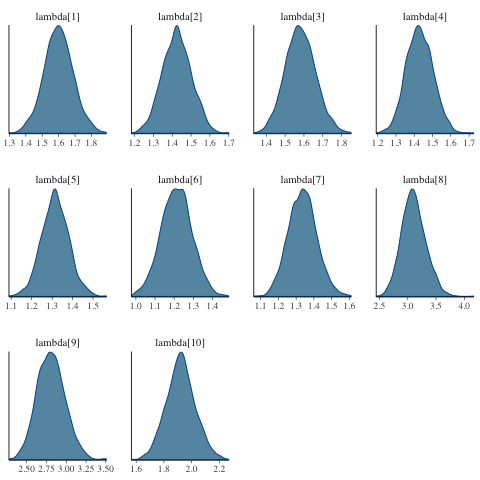 lambda[1] lambda[2] lambda[3] lambda[4]
1.3 1.4 1.5 1.6 1.7 1.8 1.2 1.3 1.4 1.5 1.6 1.7 1.4 1.5 1.6 1.7 1.8 1.2 1.3 1.4 1.5 1.6 1.7
lambda[5] lambda[6] lambda[7] lambda[8]
1.1 1.2 1.3 1.4 1.5 1.0 1.1 1.2 1.3 1.4 1.1 1.2 1.3 1.4 1.5 1.6 2.5 3.0 3.5 4.0
lambda[9] lambda[10]
2.50 2.75 3.00 3.25 3.50 1.6 1.8 2.0 2.2